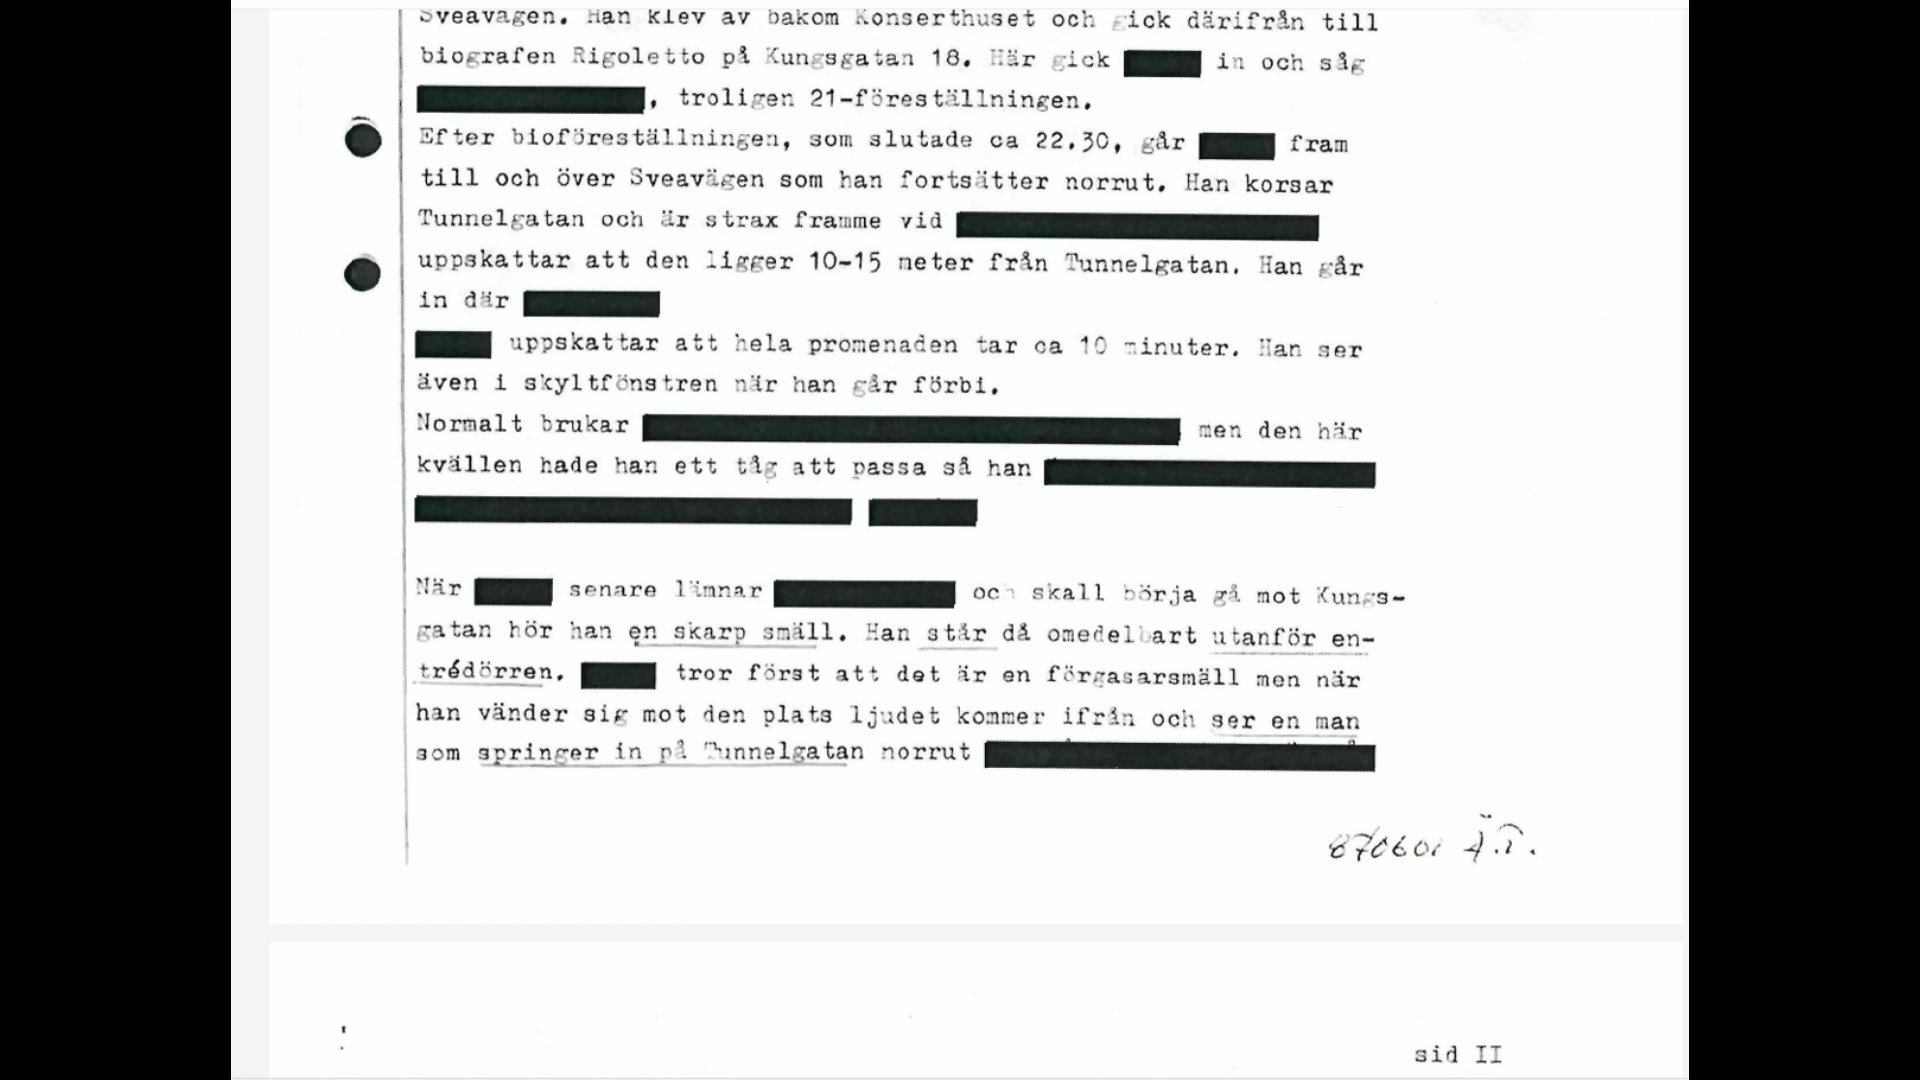 Sveavägen. Han klev av bakom Konserthuset och gick därifrån till
biografen Rigoletto på Kungsgatan 18. Här gick in och såg
, troligen 21-föreställningen.
Efter bioföreställningen, som slutade ca 22.30, går fram
till och över Sveavägen som han fortsätter norrut. Han korsar
Tunnelgatan och är strax framme vid
uppskattar att den ligger 10-15 meter från Tunnelgatan. Han går
in där
uppskattar att hela promenaden tar ca 10 minuter. Han ser
även i skyltfönstren när han går förbi.
Normalt brukar men den här
kvällen hade han ett tåg att passa så han
När senare lämnar och skall börja gå mot Kungs-
gatan hör han en skarp smäll. Han står då omedelbart utanför en-
trédörren. tror först att det är en förgasarsmäll men när
han vänder sig mot den plats ljudet kommer ifrån och ser en man
som springer in på Tunnelgatan norrut
870601 Ä.T.
sid II